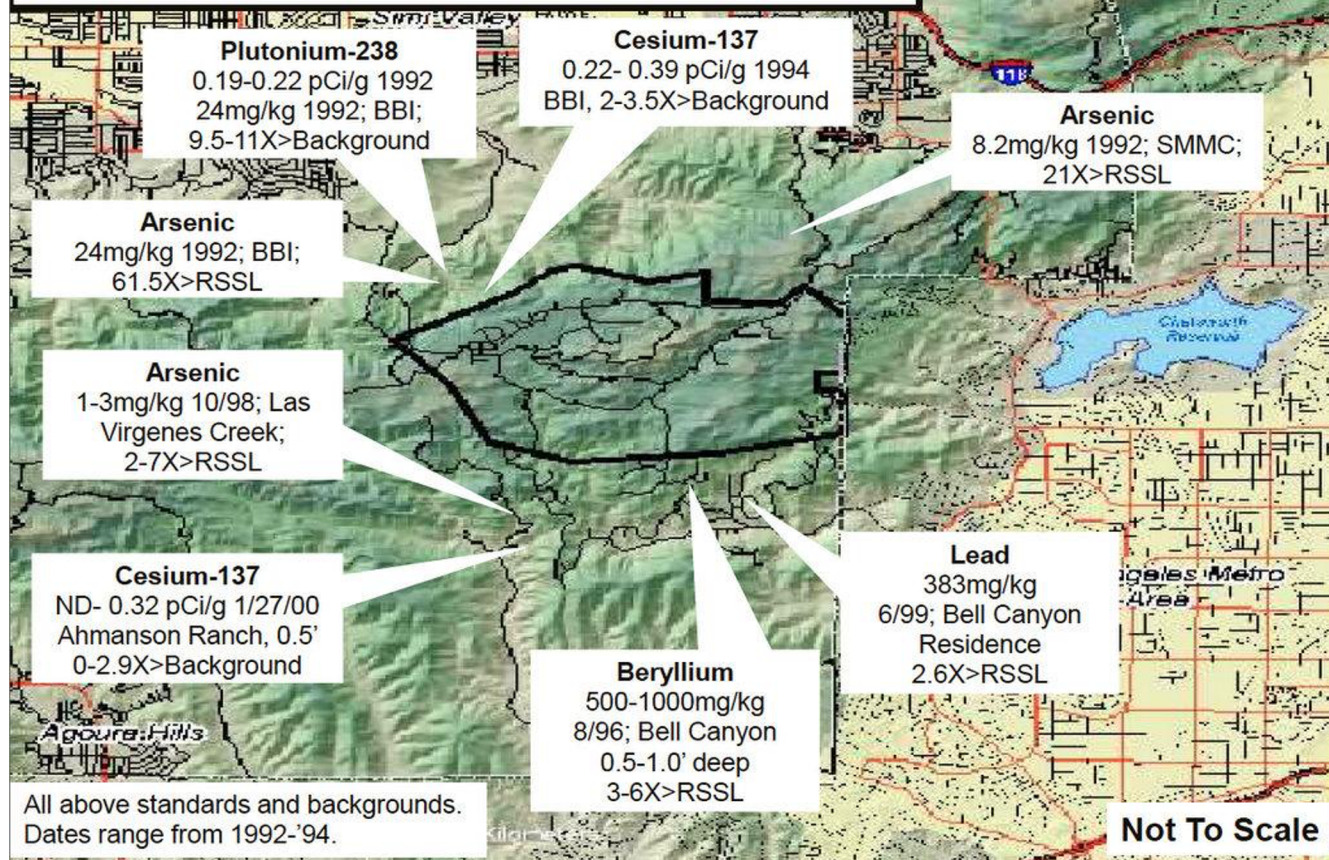 Simi Valley
Plutonium-238
0.19-0.22 pCi/g 1992
24mg/kg 1992; BBI;
9.5-11X>Background
Cesium-137
0.22- 0.39 pCi/g 1994
BBI, 2-3.5X>Background
118
Arsenic
8.2mg/kg 1992; SMMC;
21X>RSSL
Arsenic
24mg/kg 1992; BBI;
61.5X>RSSL
Chatsworth
Reservoir
Arsenic
1-3mg/kg 10/98; Las
Virgenes Creek;
2-7X>RSSL
Cesium-137
ND- 0.32 pCi/g 1/27/00
Ahmanson Ranch, 0.5'
0-2.9X>Background
Lead
383mg/kg
6/99; Bell Canyon
Residence
2.6X>RSSL
geles Metro
Area
Beryllium
500-1000mg/kg
8/96; Bell Canyon
0.5-1.0' deep
3-6X>RSSL
Agoura Hills
All above standards and backgrounds.
Dates range from 1992-'94.
Kilometers
Not To Scale